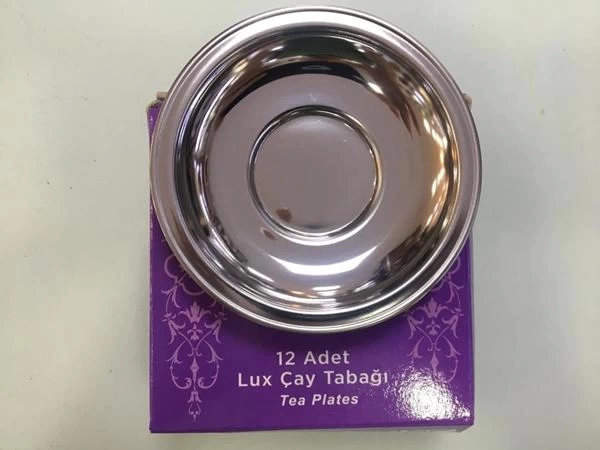 12 Adet
Lux Çay Tabağı
Tea Plates